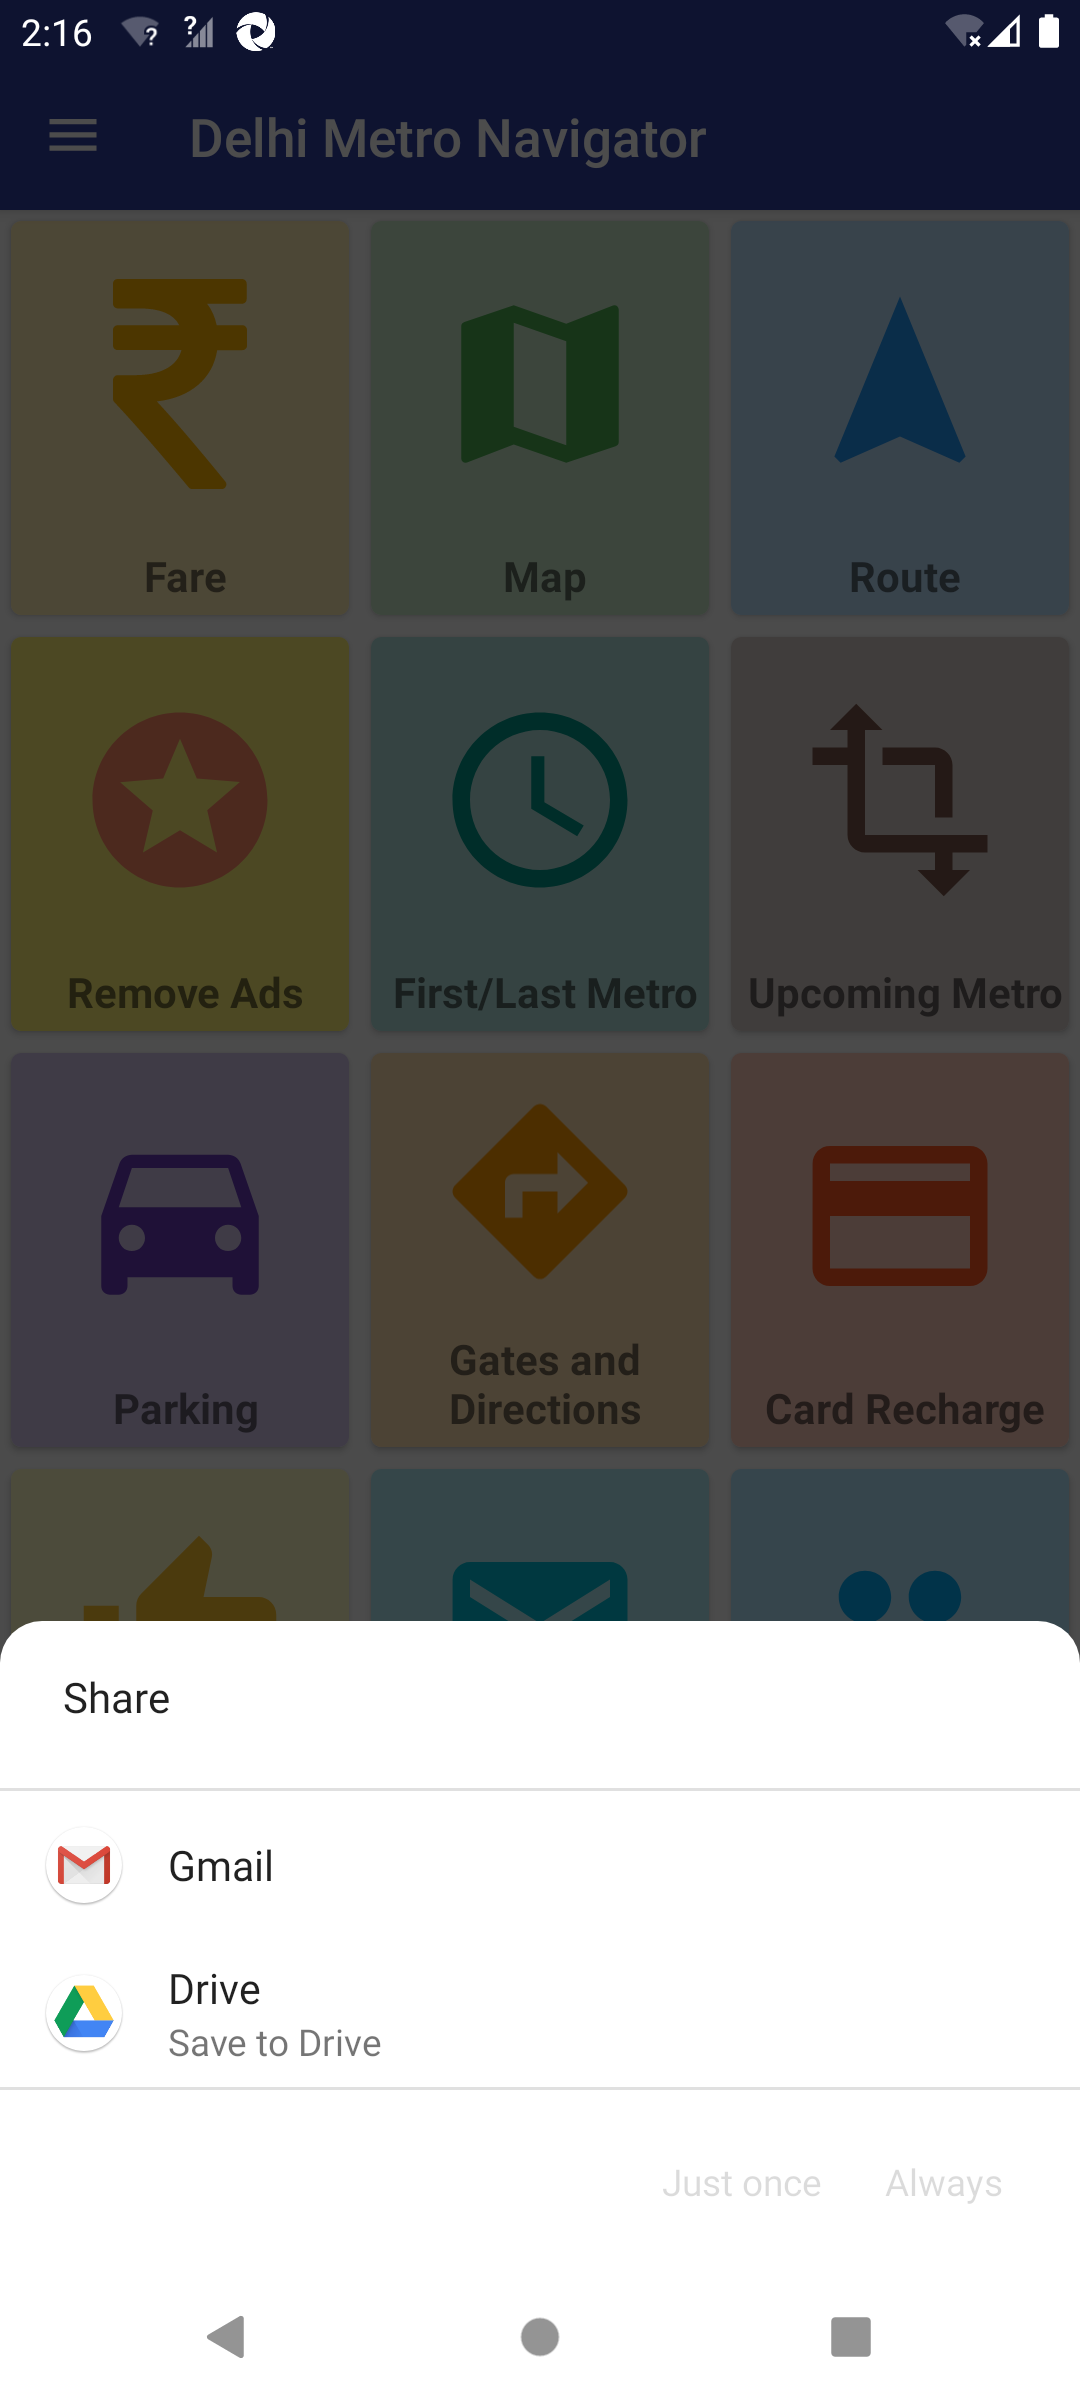 2:16
Delhi Metro Navigator
Fare
Map
Route
Remove Ads
First/Last Metro
Upcoming Metro
Parking
Gates and
Directions
Card Recharge
Share
Gmail
Drive
Save to Drive
Just once
Always